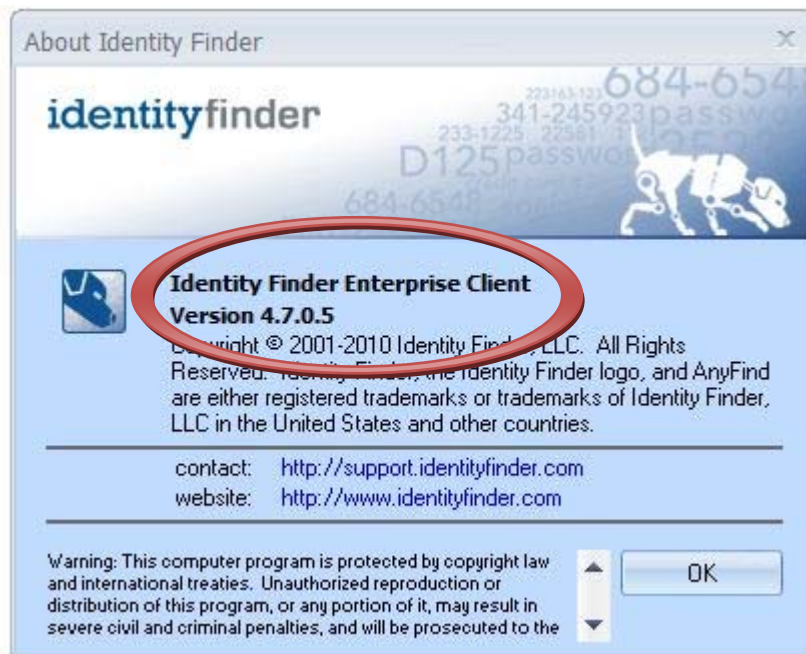 About Identity Finder
identityfinder
684-654
341-245923passwo
233-1225 22561
D125passwo
684-6548
Identity Finder Enterprise Client
Version 4.7.0.5
Copyright © 2001-2010 Identity Finder, LLC. All Rights
Reserved. Identity Finder, the Identity Finder logo, and AnyFind
are either registered trademarks or trademarks of Identity Finder,
LLC in the United States and other countries.
contact: http://support.identityfinder.com
website: http://www.identityfinder.com
Warning: This computer program is protected by copyright law
and international treaties. Unauthorized reproduction or
distribution of this program, or any portion of it, may result in
severe civil and criminal penalties, and will be prosecuted to the
OK